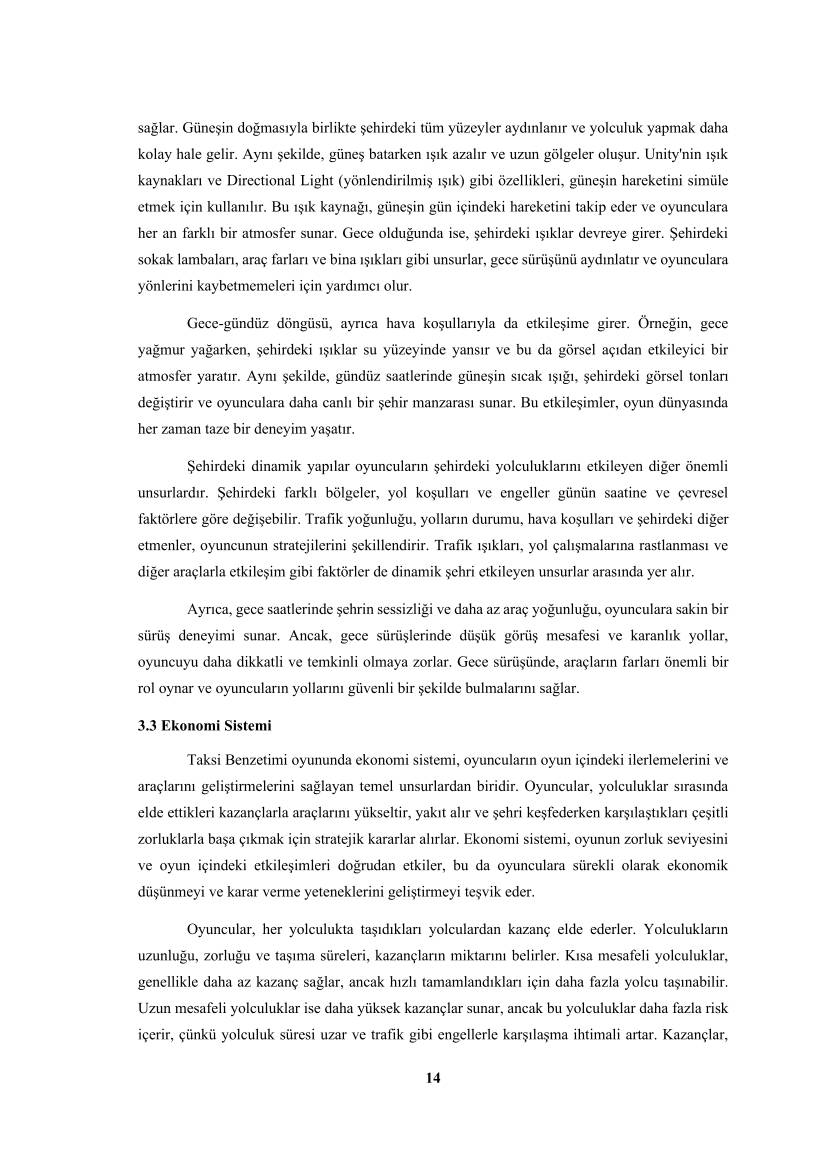 sağlar. Güneşin doğmasıyla birlikte şehirdeki tüm yüzeyler aydınlanır ve yolculuk yapmak daha
kolay hale gelir. Aynı şekilde, güneş batarken ışık azalır ve uzun gölgeler oluşur. Unity'nin ışık
kaynakları ve Directional Light (yönlendirilmiş ışık) gibi özellikleri, güneşin hareketini simüle
etmek için kullanılır. Bu ışık kaynağı, güneşin gün içindeki hareketini takip eder ve oyunculara
her an farklı bir atmosfer sunar. Gece olduğunda ise, şehirdeki ışıklar devreye girer. Şehirdeki
sokak lambaları, araç farları ve bina ışıkları gibi unsurlar, gece sürüşünü aydınlatır ve oyunculara
yönlerini kaybetmemeleri için yardımcı olur.
Gece-gündüz döngüsü, ayrıca hava koşullarıyla da etkileşime girer. Örneğin, gece
yağmur yağarken, şehirdeki ışıklar su yüzeyinde yansır ve bu da görsel açıdan etkileyici bir
atmosfer yaratır. Aynı şekilde, gündüz saatlerinde güneşin sıcak ışığı, şehirdeki görsel tonları
değiştirir ve oyunculara daha canlı bir şehir manzarası sunar. Bu etkileşimler, oyun dünyasında
her zaman taze bir deneyim yaşatır.
Şehirdeki dinamik yapılar oyuncuların şehirdeki yolculuklarını etkileyen diğer önemli
unsurlardır. Şehirdeki farklı bölgeler, yol koşulları ve engeller günün saatine ve çevresel
faktörlere göre değişebilir. Trafik yoğunluğu, yolların durumu, hava koşulları ve şehirdeki diğer
etmenler, oyuncunun stratejilerini şekillendirir. Trafik ışıkları, yol çalışmalarına rastlanması ve
diğer araçlarla etkileşim gibi faktörler de dinamik şehri etkileyen unsurlar arasında yer alır.
Ayrıca, gece saatlerinde şehrin sessizliği ve daha az araç yoğunluğu, oyunculara sakin bir
sürüş deneyimi sunar. Ancak, gece sürüşlerinde düşük görüş mesafesi ve karanlık yollar,
oyuncuyu daha dikkatli ve temkinli olmaya zorlar. Gece sürüşünde, araçların farları önemli bir
rol oynar ve oyuncuların yollarını güvenli bir şekilde bulmalarını sağlar.
3.3 Ekonomi Sistemi
Taksi Benzetimi oyununda ekonomi sistemi, oyuncuların oyun içindeki ilerlemelerini ve
araçlarını geliştirmelerini sağlayan temel unsurlardan biridir. Oyuncular, yolculuklar sırasında
elde ettikleri kazançlarla araçlarını yükseltir, yakıt alır ve şehri keşfederken karşılaştıkları çeşitli
zorluklarla başa çıkmak için stratejik kararlar alırlar. Ekonomi sistemi, oyunun zorluk seviyesini
ve oyun içindeki etkileşimleri doğrudan etkiler, bu da oyunculara sürekli olarak ekonomik
düşünmeyi ve karar verme yeteneklerini geliştirmeyi teşvik eder.
Oyuncular, her yolculukta taşıdıkları yolculardan kazanç elde ederler. Yolculukların
uzunluğu, zorluğu ve taşıma süreleri, kazançların miktarını belirler. Kısa mesafeli yolculuklar,
genellikle daha az kazanç sağlar, ancak hızlı tamamlandıkları için daha fazla yolcu taşınabilir.
Uzun mesafeli yolculuklar ise daha yüksek kazançlar sunar, ancak bu yolculuklar daha fazla risk
içerir, çünkü yolculuk süresi uzar ve trafik gibi engellerle karşılaşma ihtimali artar. Kazançlar,
14